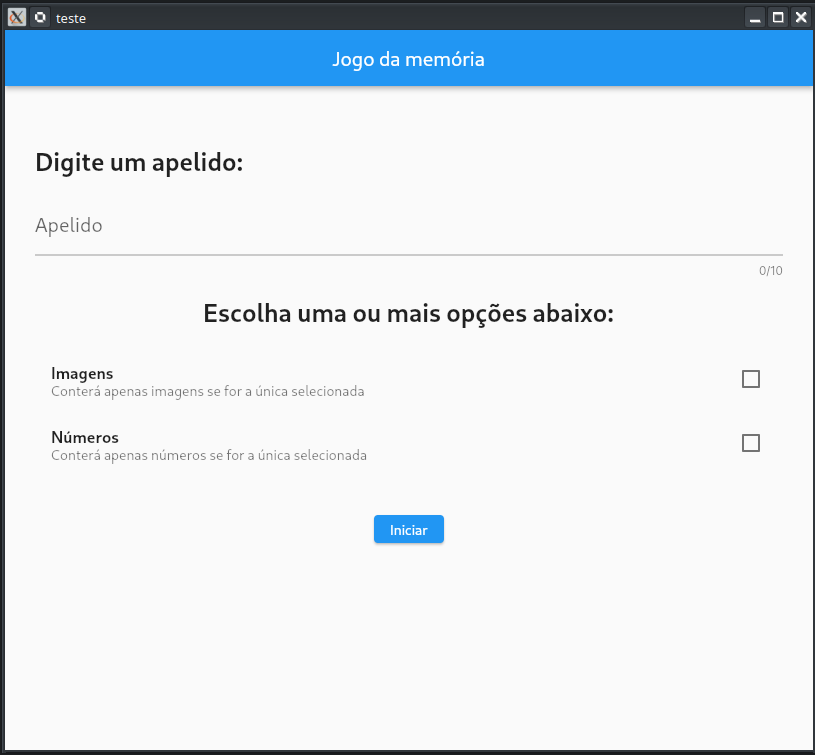 teste
Jogo da memória
Digite um apelido:
Apelido
0/10
Escolha uma ou mais opções abaixo:
Imagens
Conterá apenas imagens se for a única selecionada
Números
Conterá apenas números se for a única selecionada
Iniciar